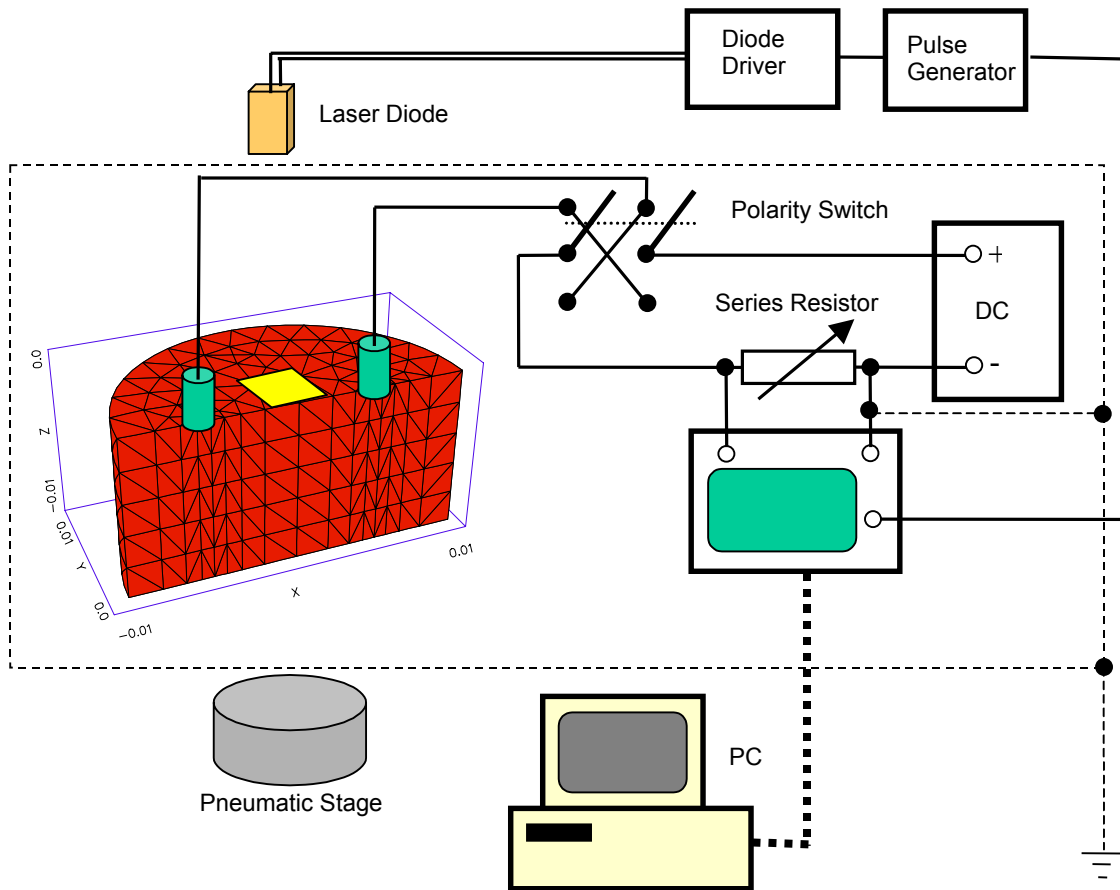 Diode
Driver
Pulse
Generator
Laser Diode
Polarity Switch
+
Series Resistor
DC
-
0.0
Z
-0.01
0.01
Y
0.0
X
-0.01
0.01
PC
Pneumatic Stage